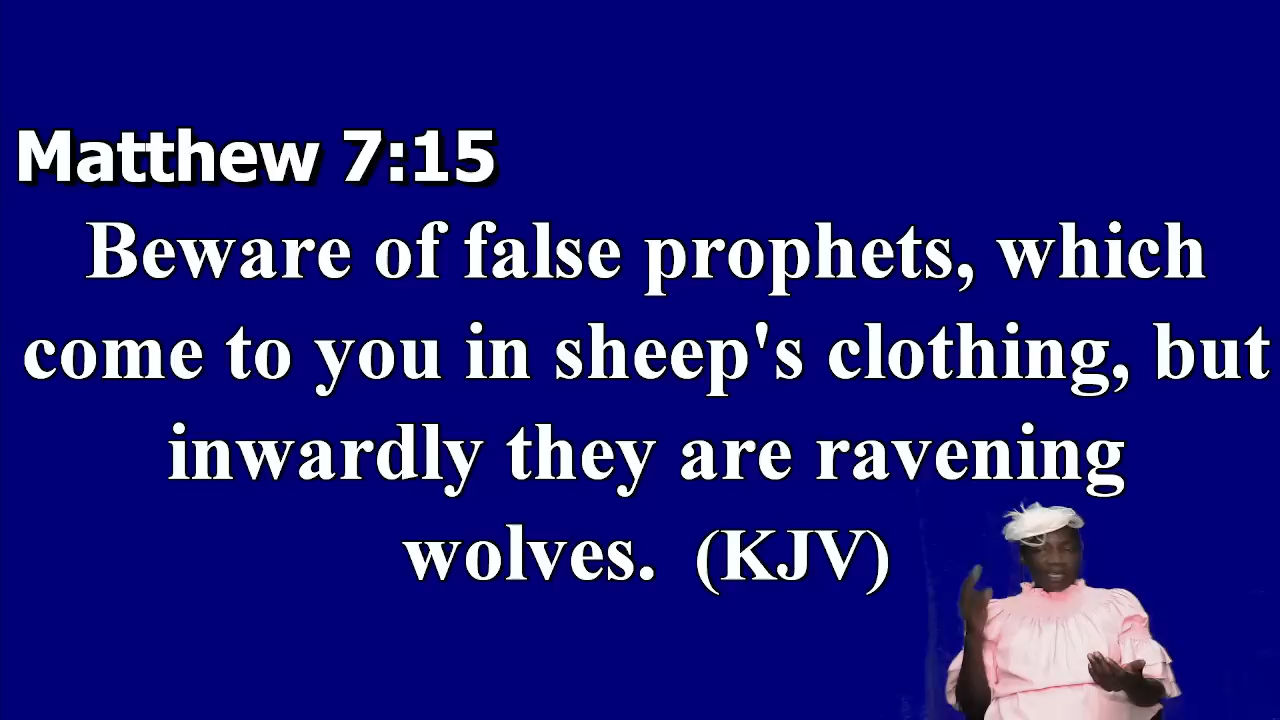 Matthew 7:15
Beware of false prophets, which
come to you in sheep's clothing, but
inwardly they are ravening
wolves.  (KJV)